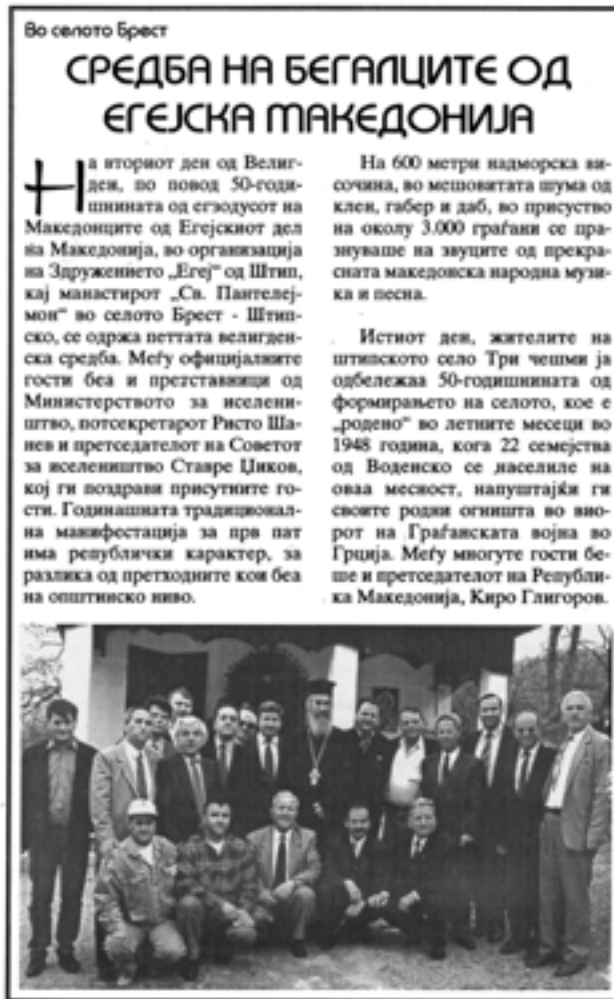 Во селото Брест
СРЕДБА НА БЕГАЛЦИТЕ ОД
ЕГЕЈСКА МАКЕДОНИЈА
На вториот ден од Велиг-
ден, по повод 50-годи-
шнината од егзодусот на
Македонците од Егејскиот дел
на Македонија, во организација
на Здружението „Егеј“ од Штип,
кај манастирот „Св. Пантелеј-
мон“ во селото Брест - Штип-
ско, се одржа петтата велигден-
ска средба. Меѓу официјалните
гости беа и претставници од
Министерството за иселени-
штво, потсекретарот Ристо Ша-
нев и претседателот на Советот
за иселеништво Ставре Џиков,
кој ги поздрави присутните го-
сти. Годинашната традиционал-
на манифестација за прв пат
има републички карактер, за
разлика од претходните кои беа
на општинско ниво.
На 600 метри надморска ви-
сочина, во мешовитата шума од
клен, габер и даб, во присуство
на околу 3.000 граѓани се пра-
знуваше на звуците од прекра-
сната македонска народна музи-
ка и песна.
Истиот ден, жителите на
штипското село Три чешми ја
одбележаа 50-годишнината од
формирањето на селото, кое е
„родено“ во летните месеци во
1948 година, кога 22 семејства
од Воденско се населиле на
оваа месност, напуштајќи ги
своите родни огништа во вио-
рот на Граѓанската војна во
Грција. Меѓу многуте гости бе-
ше и претседателот на Републи-
ка Македонија, Киро Глигоров.